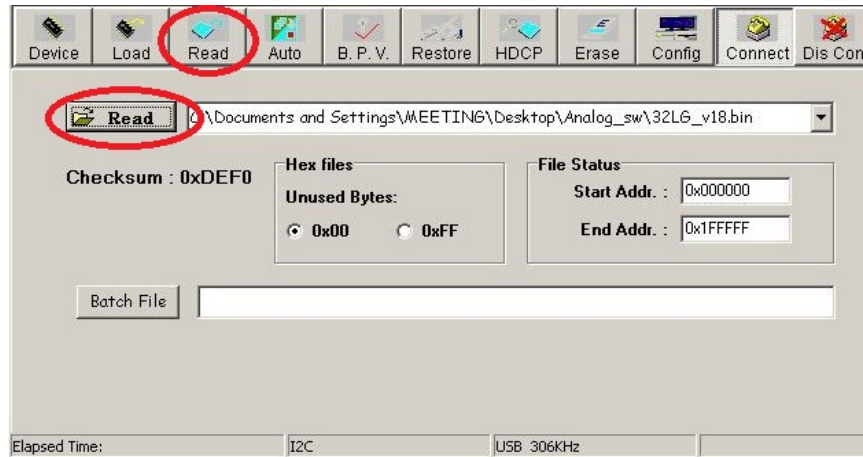 Device Load Read Auto B. P. V. Restore HDCP Erase Config Connect Dis Con
Read C:\Documents and Settings\MEETING\Desktop\Analog_sw\32LG_v18.bin
Checksum : 0xDEF0
Hex files
Unused Bytes:
0x00 0xFF
File Status
Start Addr. : 0x000000
End Addr. : 0x1FFFFF
Batch File
Elapsed Time: I2C USB 306KHz